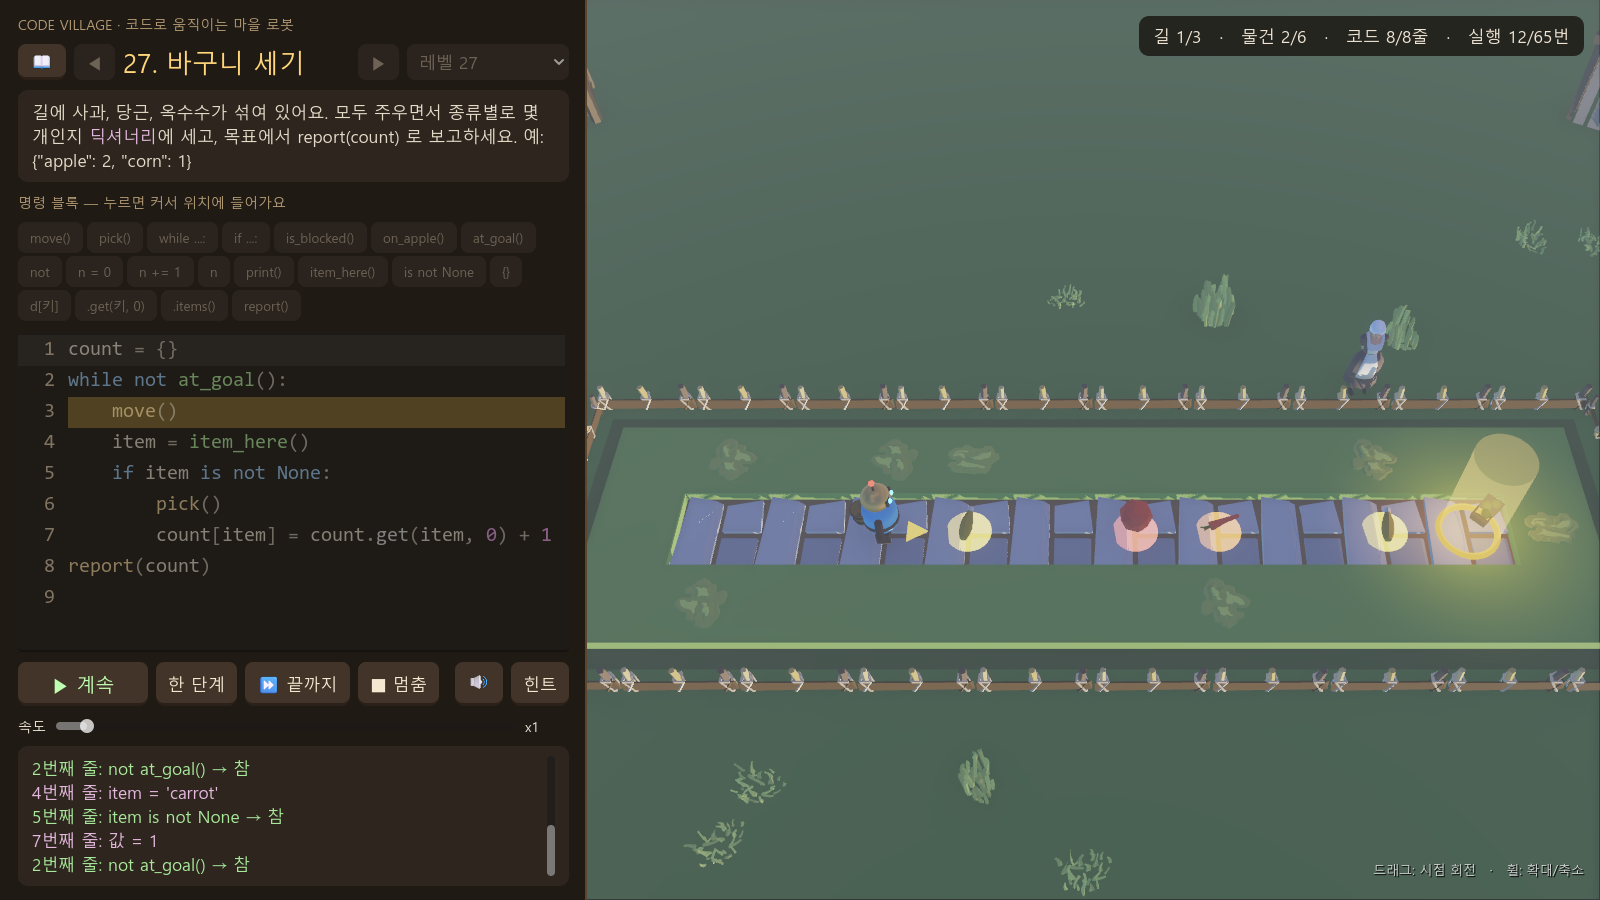 CODE VILLAGE · 코드로 움직이는 마을 로봇
27. 바구니 세기
레벨 27
길에 사과, 당근, 옥수수가 섞여 있어요. 모두 주우면서 종류별로 몇
개인지 딕셔너리에 세고, 목표에서 report(count) 로 보고하세요. 예:
{"apple": 2, "corn": 1}
명령 블록 — 누르면 커서 위치에 들어가요
move() pick() while ...: if ...: is_blocked() on_apple() at_goal()
not n = 0 n += 1 n print() item_here() is not None {}
d[키] .get(키, 0) .items() report()
1 count = {}
2 while not at_goal():
3 move()
4 item = item_here()
5 if item is not None:
6 pick()
7 count[item] = count.get(item, 0) + 1
8 report(count)
9
계속 한 단계 끝까지 멈춤 힌트
속도 x1
2번째 줄: not at_goal() → 참
4번째 줄: item = 'carrot'
5번째 줄: item is not None → 참
7번째 줄: 값 = 1
2번째 줄: not at_goal() → 참
길 1/3 · 물건 2/6 · 코드 8/8줄 · 실행 12/65번
드래그: 시점 회전 · 휠: 확대/축소